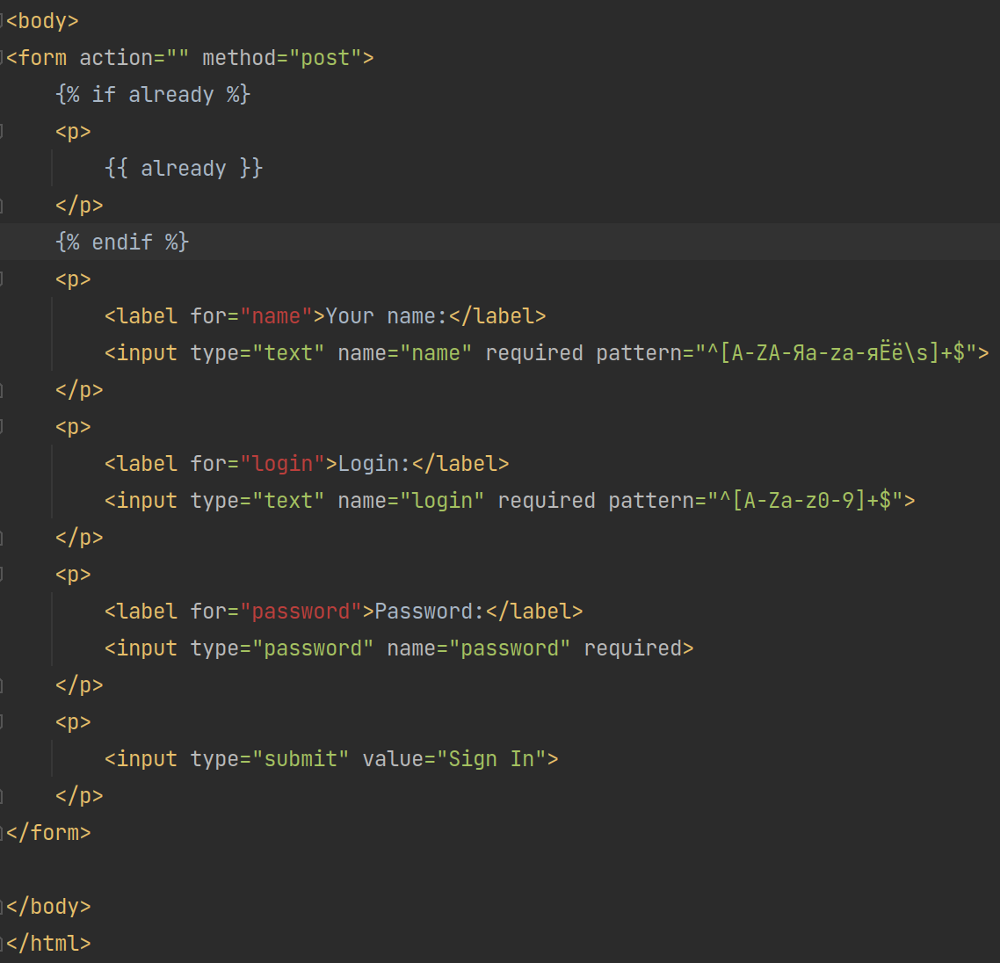 <body>
<form action="" method="post">
    {% if already %}
    <p>
        {{ already }}
    </p>
    {% endif %}
    <p>
        <label for="name">Your name:</label>
        <input type="text" name="name" required pattern="^[A-ZА-Яa-zа-яЁё\s]+$">
    </p>
    <p>
        <label for="login">Login:</label>
        <input type="text" name="login" required pattern="^[A-Za-z0-9]+$">
    </p>
    <p>
        <label for="password">Password:</label>
        <input type="password" name="password" required>
    </p>
    <p>
        <input type="submit" value="Sign In">
    </p>
</form>

</body>
</html>